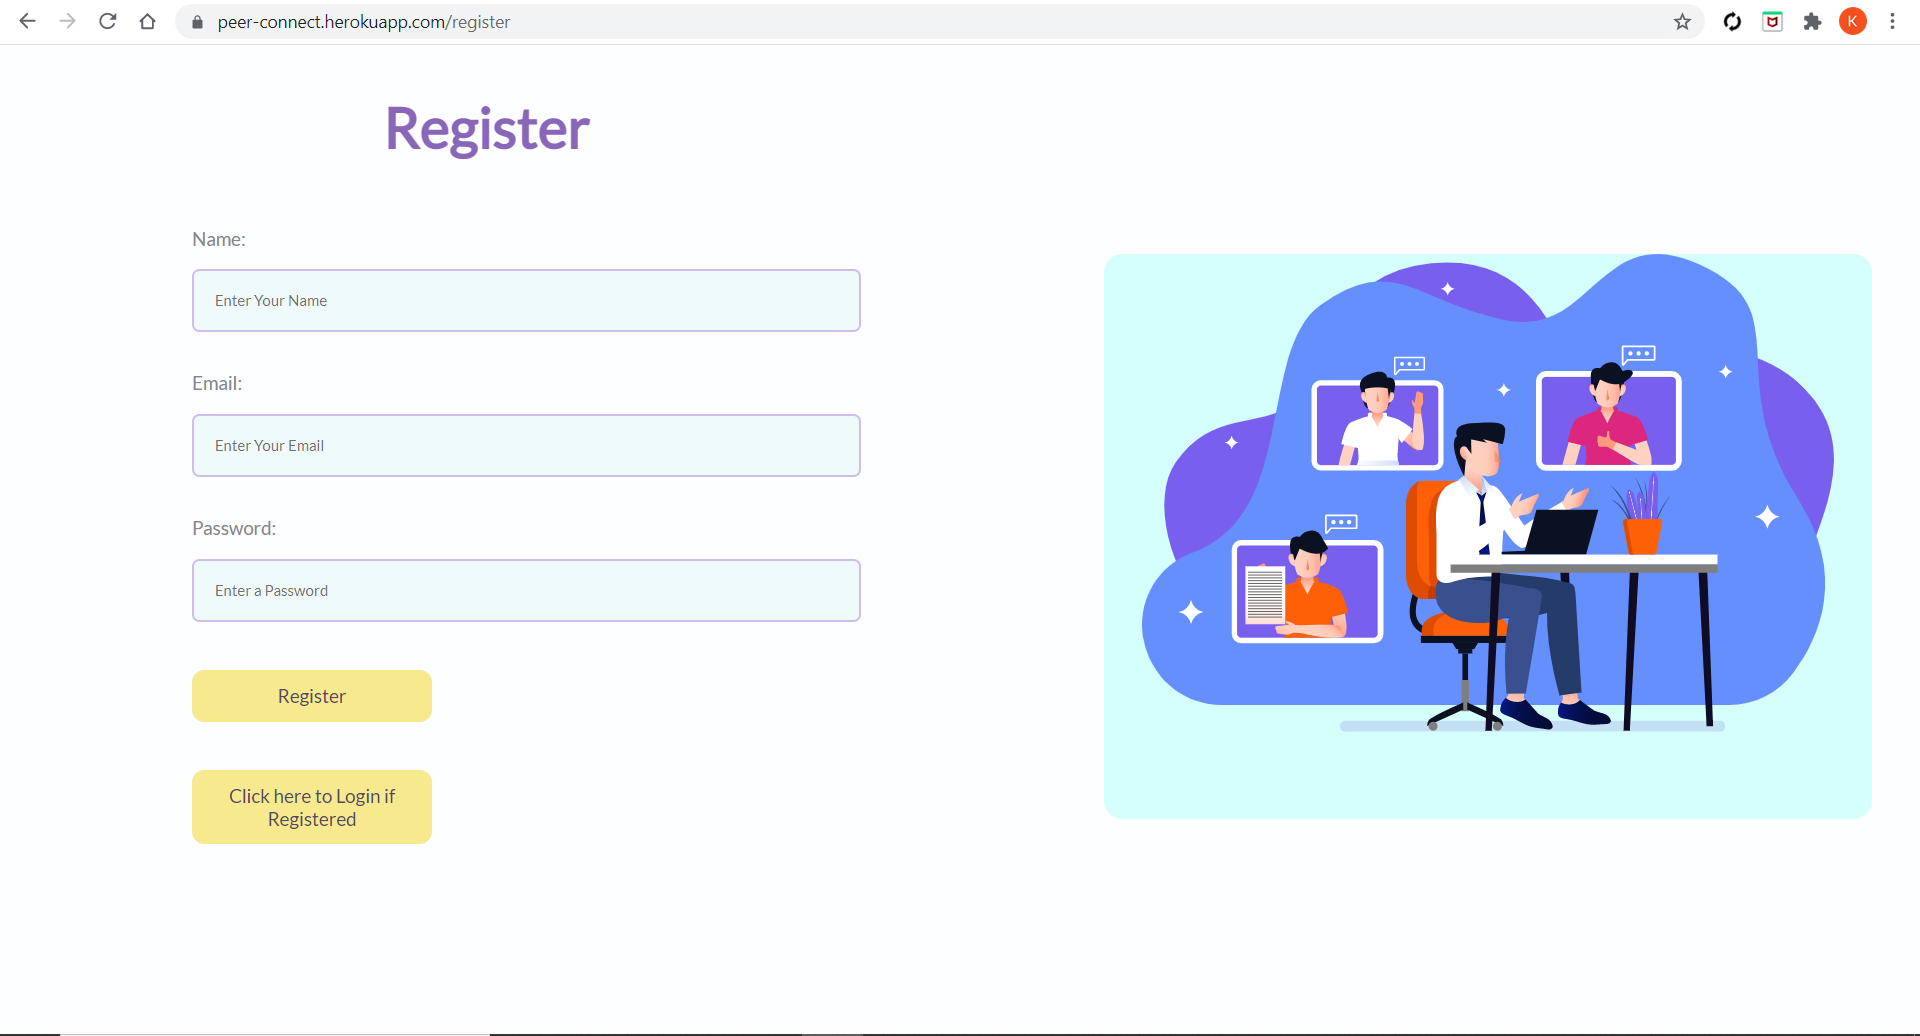 peer-connect.herokuapp.com/register
K
Register
Name:
Enter Your Name
Email:
Enter Your Email
Password:
Enter a Password
Register
Click here to Login if
Registered